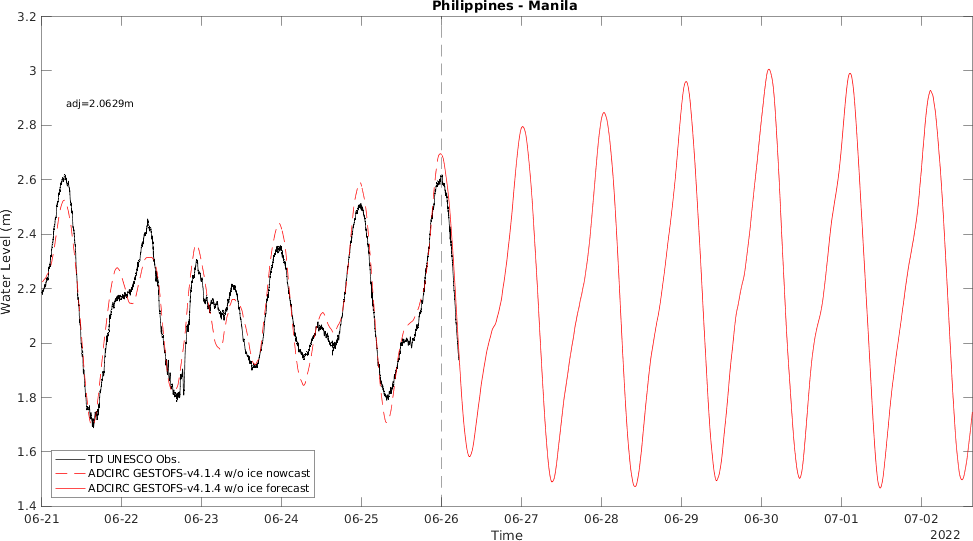 Philippines - Manila
3.2
3
2.8
2.6
2.4
2.2
2
1.8
1.6
1.4
Water Level (m)
adj=2.0629m
TD UNESCO Obs.
ADCIRC GESTOFS-v4.1.4 w/o ice nowcast
ADCIRC GESTOFS-v4.1.4 w/o ice forecast
06-21 06-22 06-23 06-24 06-25 06-26 06-27 06-28 06-29 06-30 07-01 07-02
Time
2022